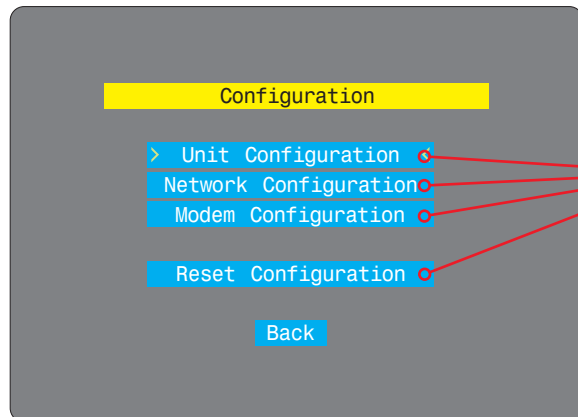 Configuration
> Unit Configuration <
Network Configuration
Modem Configuration
Reset Configuration
Back